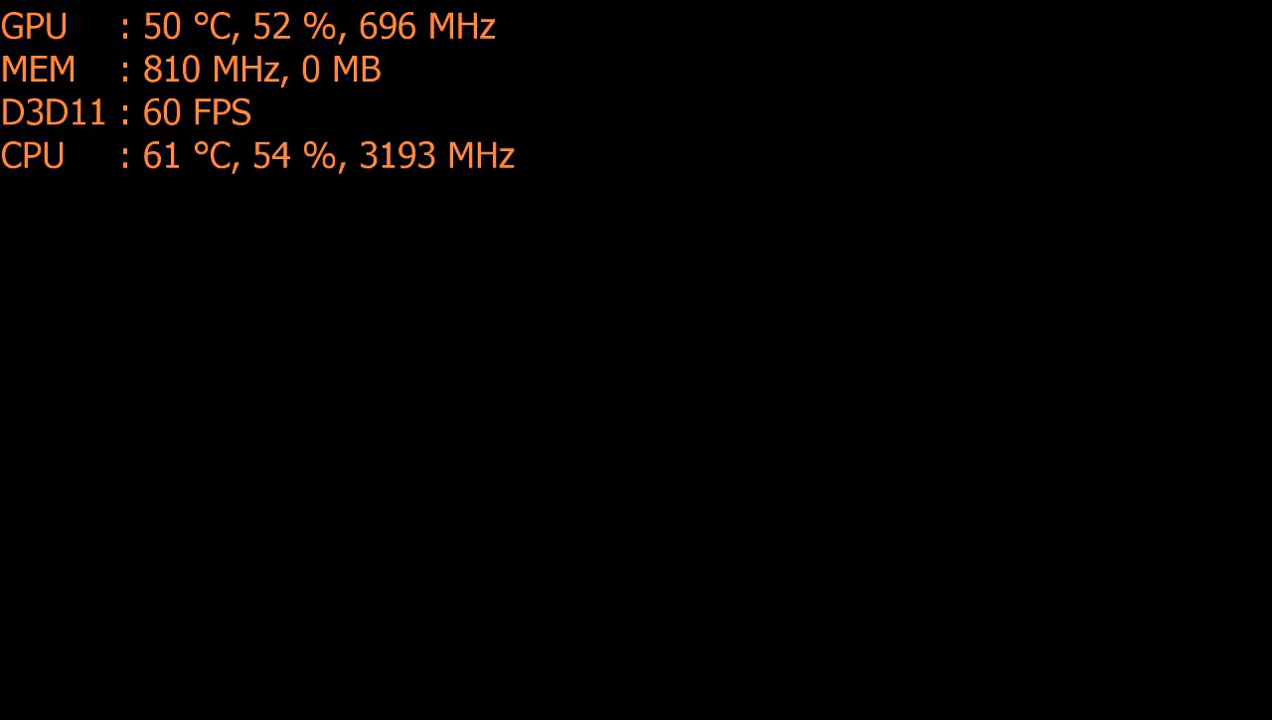 GPU : 50 °C, 52 %, 696 MHz
MEM : 810 MHz, 0 MB
D3D11 : 60 FPS
CPU : 61 °C, 54 %, 3193 MHz